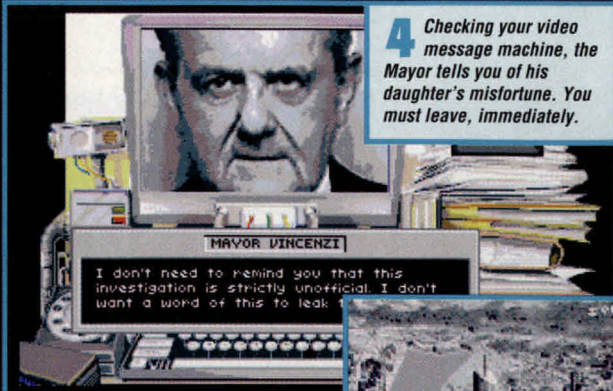 4 Checking your video
message machine, the
Mayor tells you of his
daughter's misfortune. You
must leave, immediately.
MAYOR VINCENZI
I don't need to remind you that this
investigation is strictly unofficial. I don't
want a word of this to leak